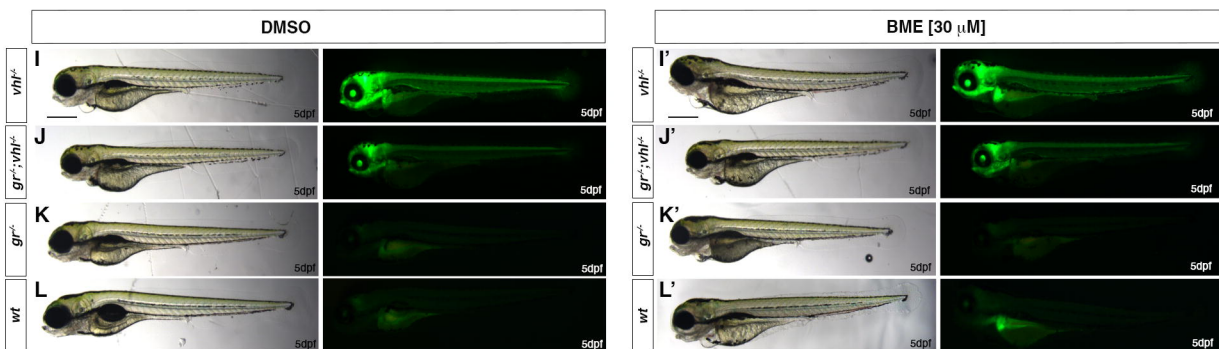 DMSO
BME [30 μM]
vhl-/-
I
5dpf
5dpf
I'
5dpf
5dpf
gr-/-;vhl-/-
J
5dpf
5dpf
J'
5dpf
5dpf
gr-/-
K
5dpf
5dpf
K'
5dpf
5dpf
wt
L
5dpf
5dpf
L'
5dpf
5dpf
vhl-/-
gr-/-;vhl-/-
gr-/-
wt